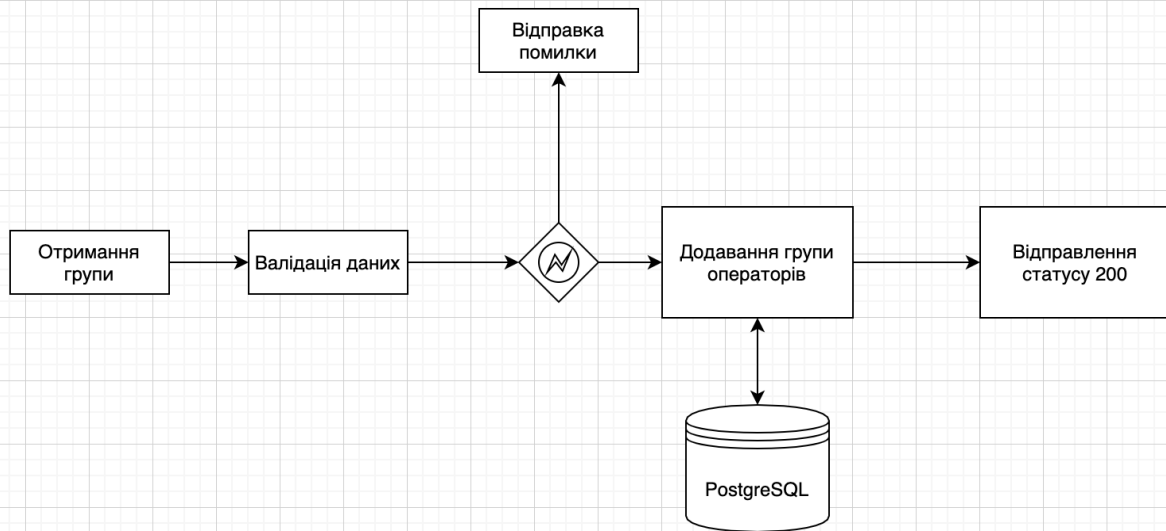 Відправка
помилки
Отримання
групи
Валідація даних
Додавання групи
операторів
Відправлення
статусу 200
PostgreSQL